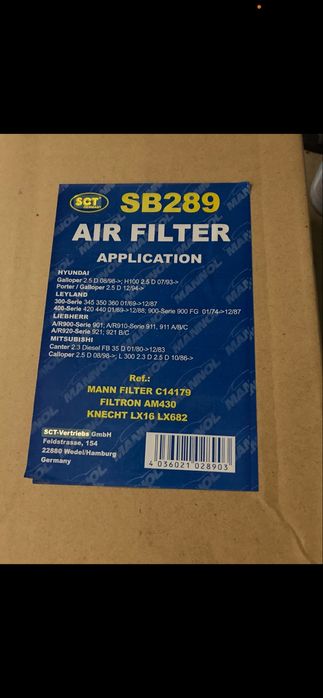 SCT
GERMANY
SB289
AIR FILTER
APPLICATION
HYUNDAI
Galloper 2.5 D 08/98->; H100 2.5 D 07/93->
Porter / Galloper 2.5 D 12/94->
LEYLAND
300-Serie 345 350 360 01/69->12/87
400-Serie 420 440 01/69->12/88; 900-Serie 900 FG 01/74->12/87
LIEBHERR
A/R900-Serie 901; A/R910-Serie 911, 911 A/B/C
A/R920-Serie 921; 921 B/C
MITSUBISHI
Canter 2.3 Diesel FB 35 D 01/80->12/83
Calloper 2.5 D 08/98->; L 300 2.3 D 2.5 D 10/86->
Ref.:
MANN FILTER C14179
FILTRON AM430
KNECHT LX16 LX682
SCT-Vertriebs GmbH
Feldstrasse, 154
22880 Wedel/Hamburg
Germany
4 036021 028903
MANNOL